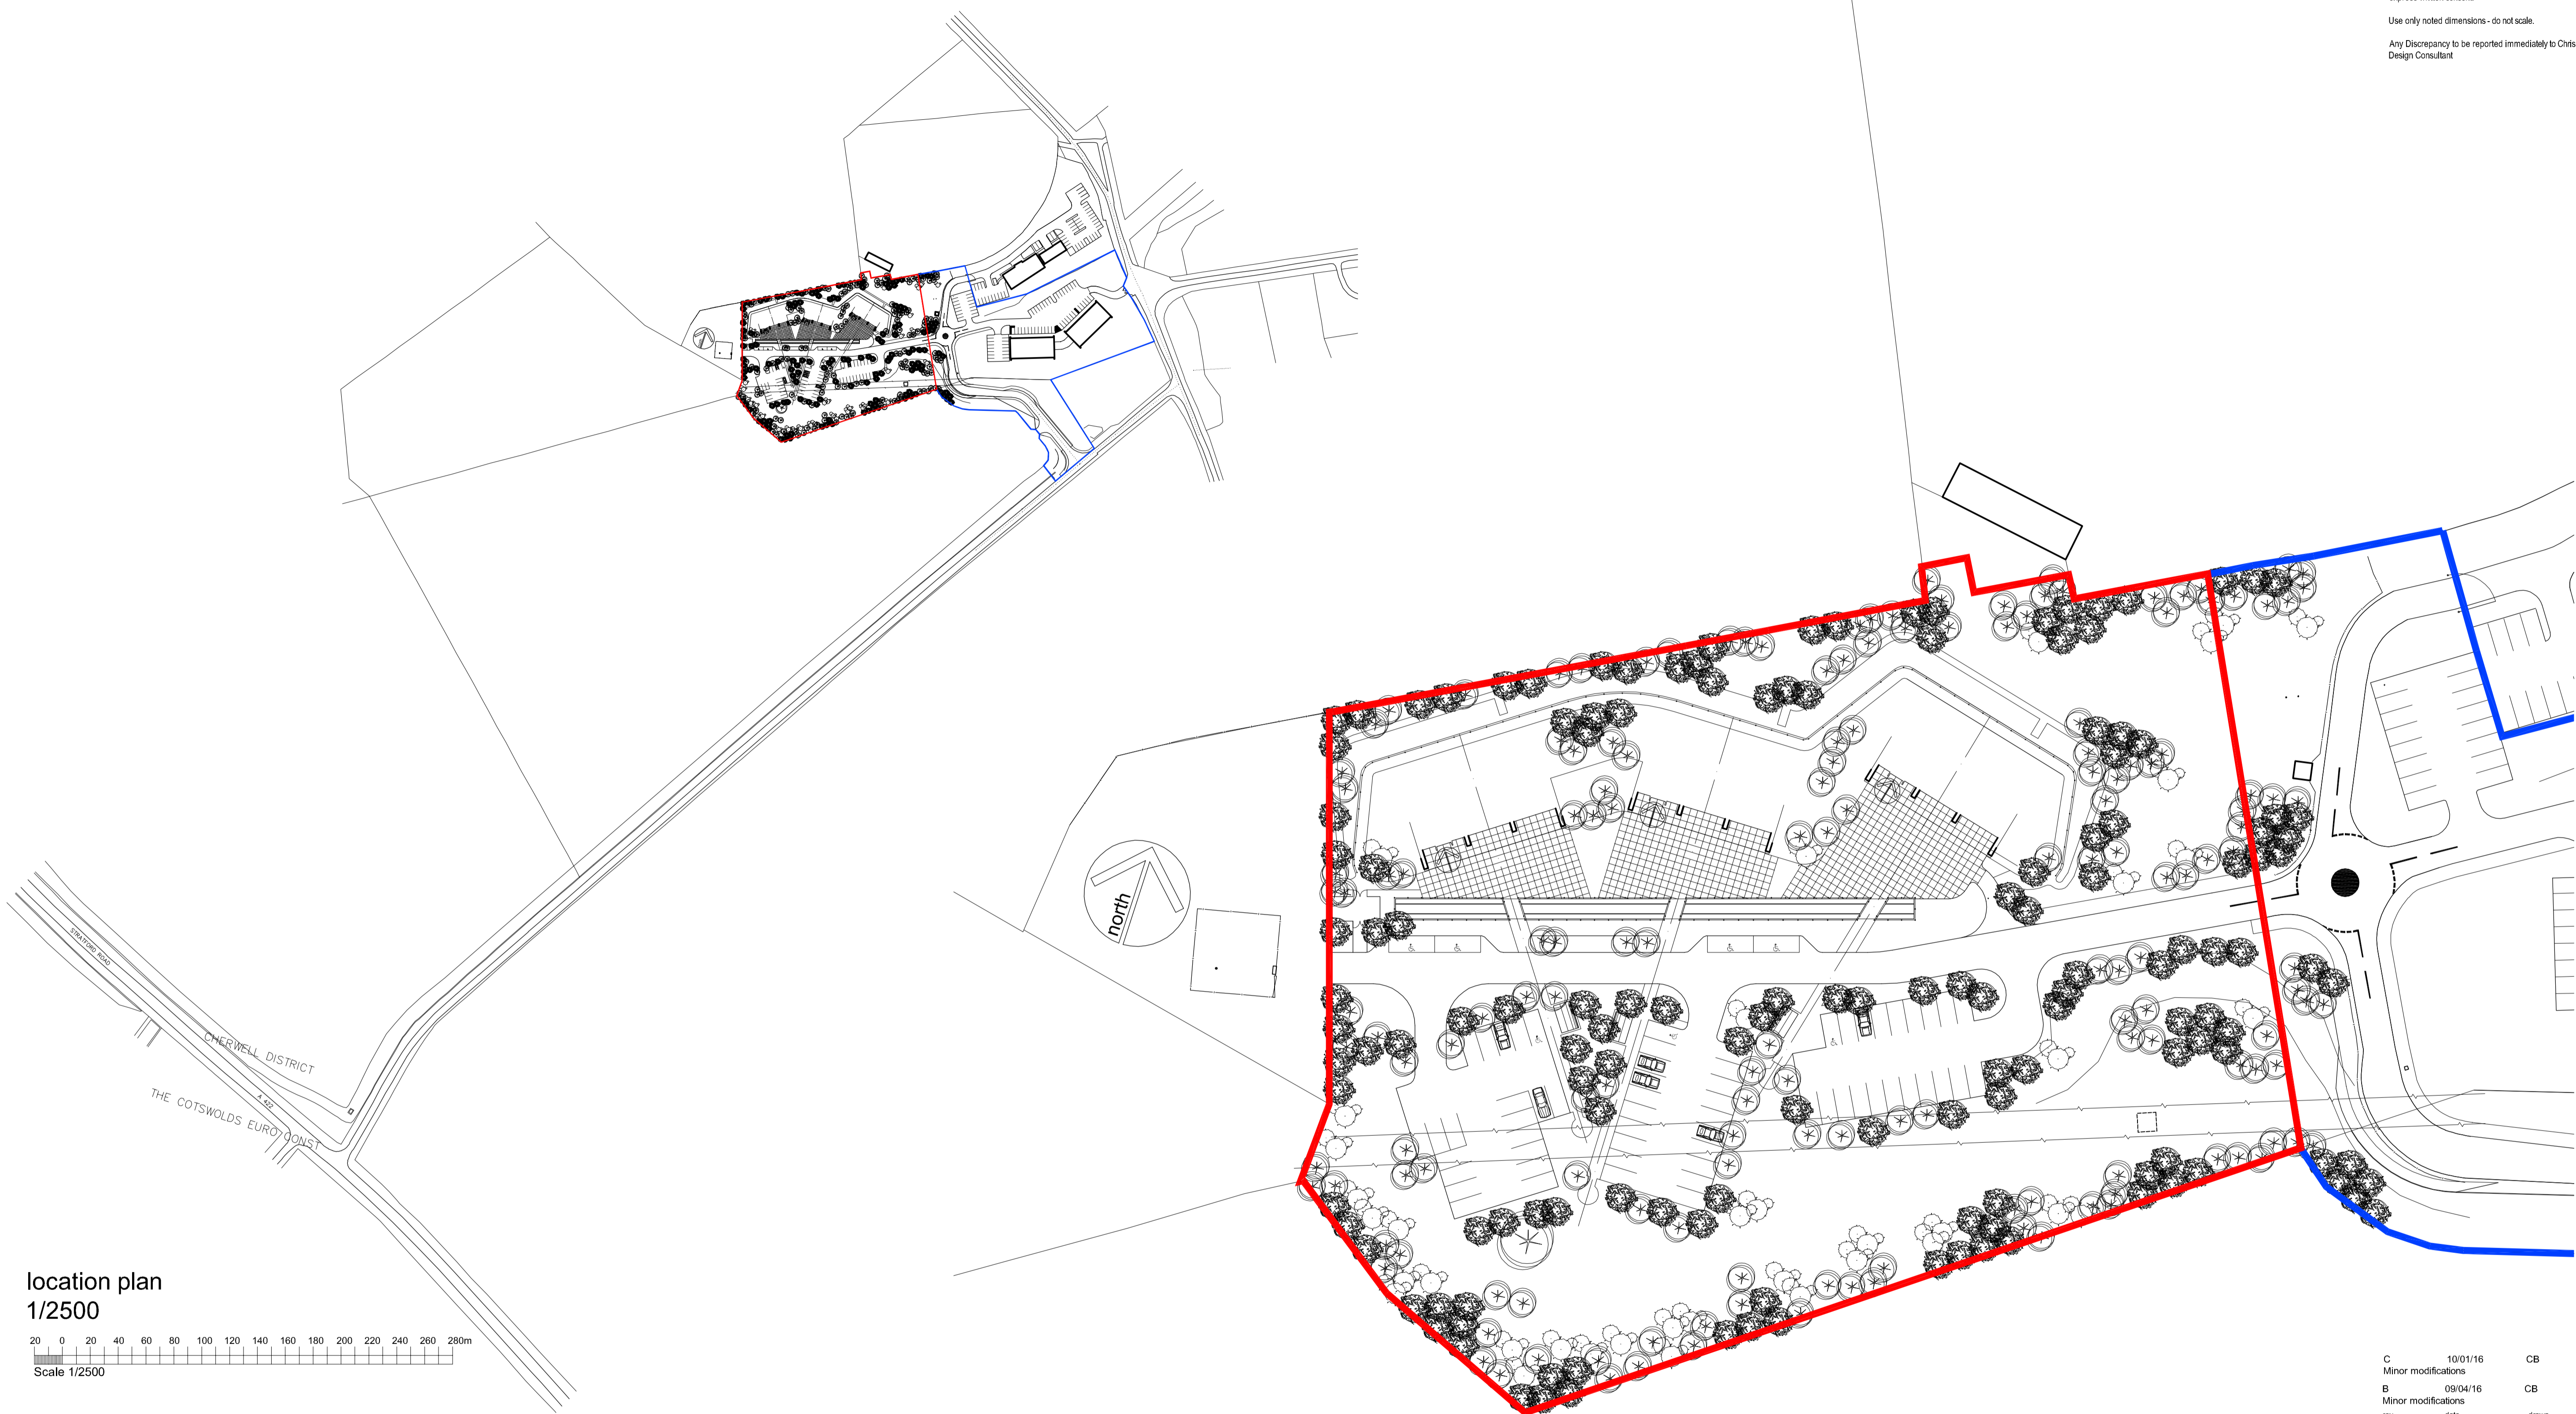 Use only noted dimensions - do not scale.
Any Discrepancy to be reported immediately to Chris
Design Consultant
north
STRATFORD ROAD
CHERWELL DISTRICT
A 422
THE COTSWOLDS EURO CONST
location plan
1/2500
20 0 20 40 60 80 100 120 140 160 180 200 220 240 260 280m
Scale 1/2500
C 10/01/16 CB
Minor modifications
B 09/04/16 CB
Minor modifications